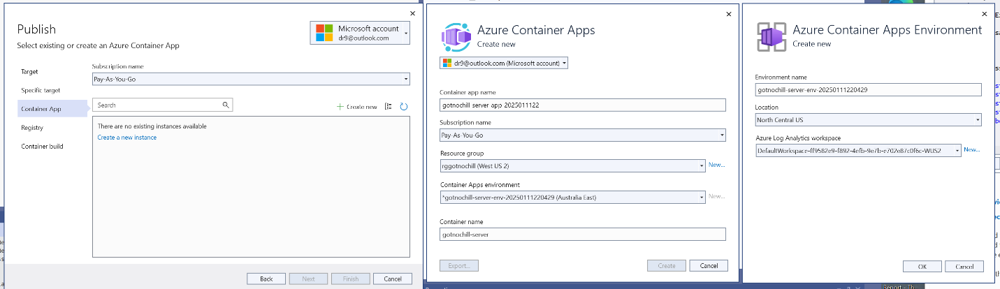 Publish
Select existing or create an Azure Container App
Microsoft account
dr9@outlook.com
Target
Specific target
Container App
Registry
Container build
Subscription name
Pay-As-You-Go
Search
Create new
There are no existing instances available
Create a new instance
Back
Next
Finish
Cancel
Azure Container Apps
Create new
dr9@outlook.com (Microsoft account)
Container app name
gotnochill-server-app-2025011122
Subscription name
Pay-As-You-Go
Resource group
rggotnochill (West US 2)
New...
Container Apps environment
*gotnochill-server-env-20250111220429 (Australia East)
New...
Container name
gotnochill-server
Export...
Create
Cancel
Azure Container Apps Environment
Create new
Environment name
gotnochill-server-env-20250111220429
Location
North Central US
Azure Log Analytics workspace
DefaultWorkspace-ff9582e9-f892-4efb-9e7b-e702e87c0f6c-WUS2
New...
OK
Cancel
Report - Th